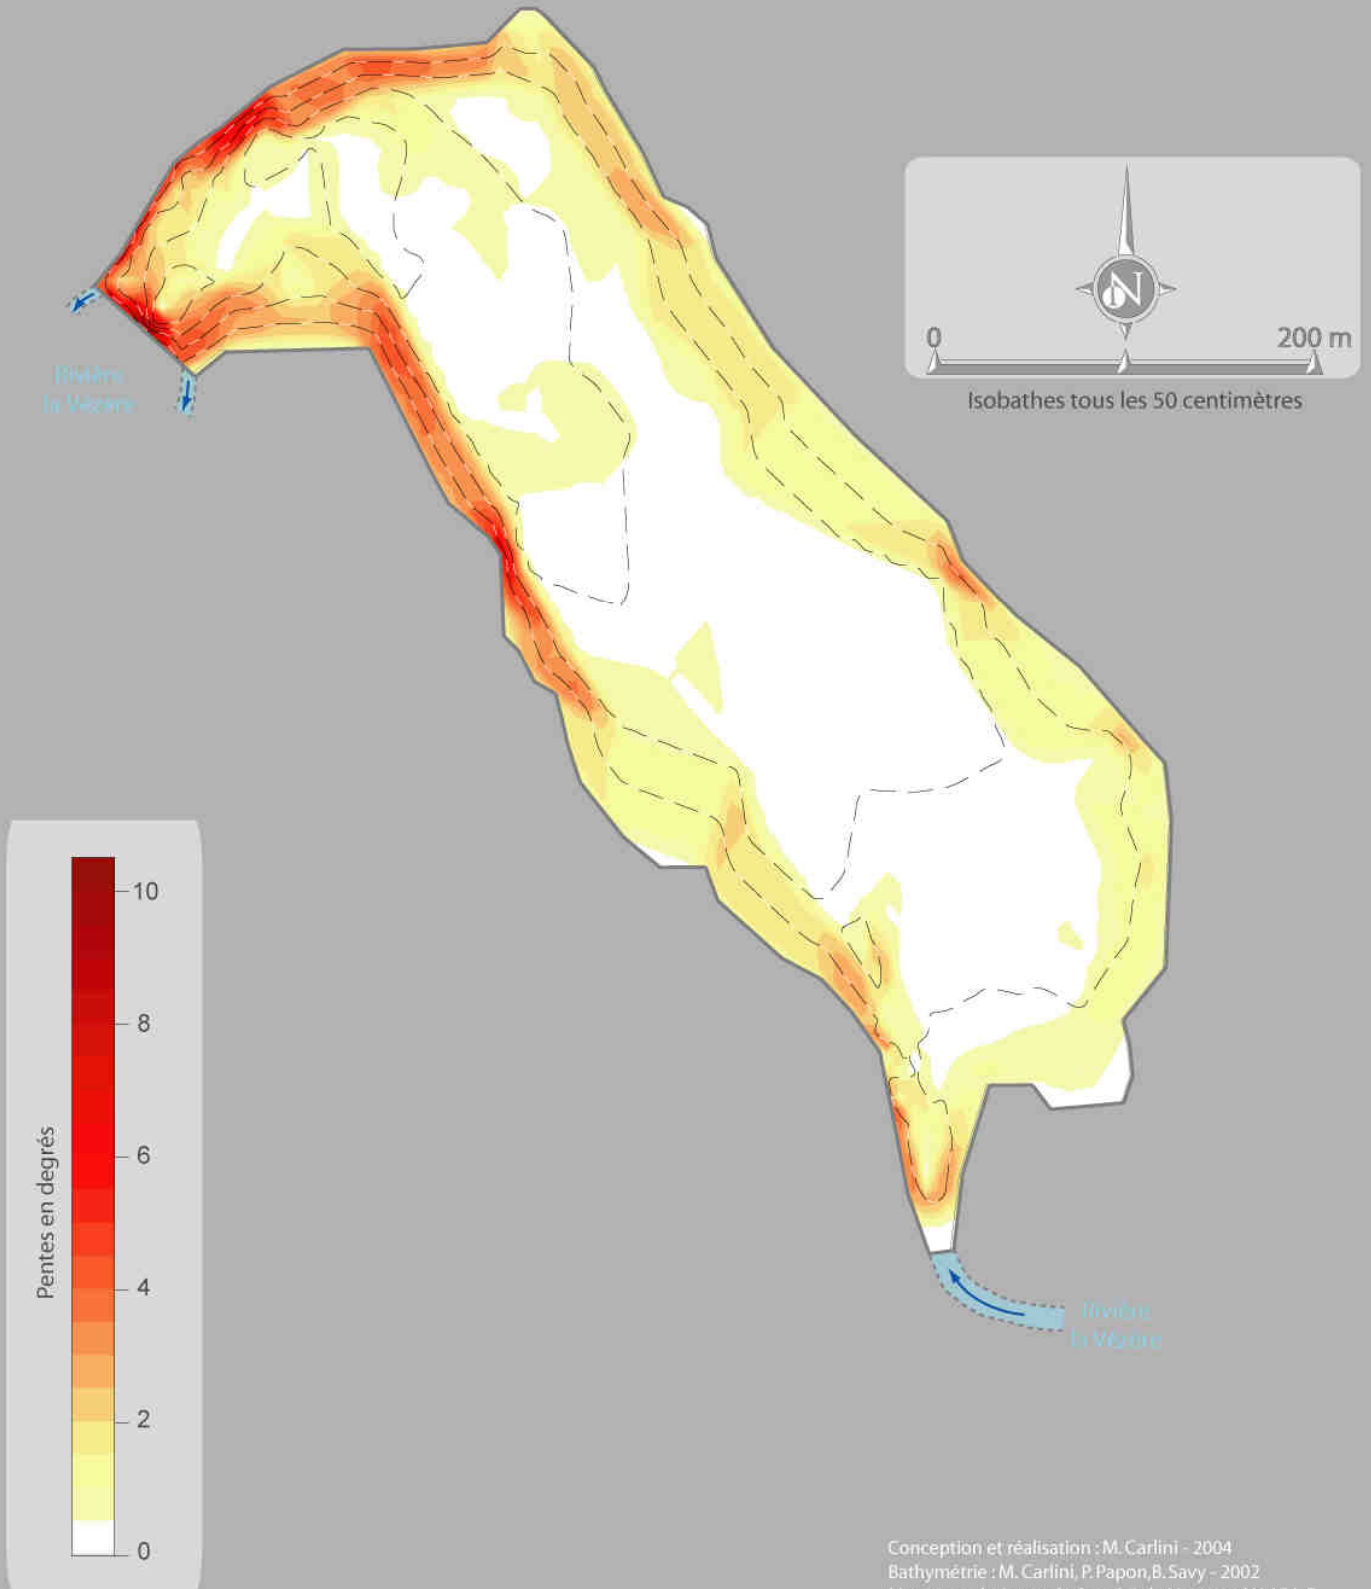 N
0 200 m
Isobathes tous les 50 centimètres
Rivière
la Vézère
Pentes en degrés
10
8
6
4
2
0
Rivière
la Vézère
Conception et réalisation : M. Carlini - 2004
Bathymétrie : M. Carlini, P. Papon, B. Savy - 2002